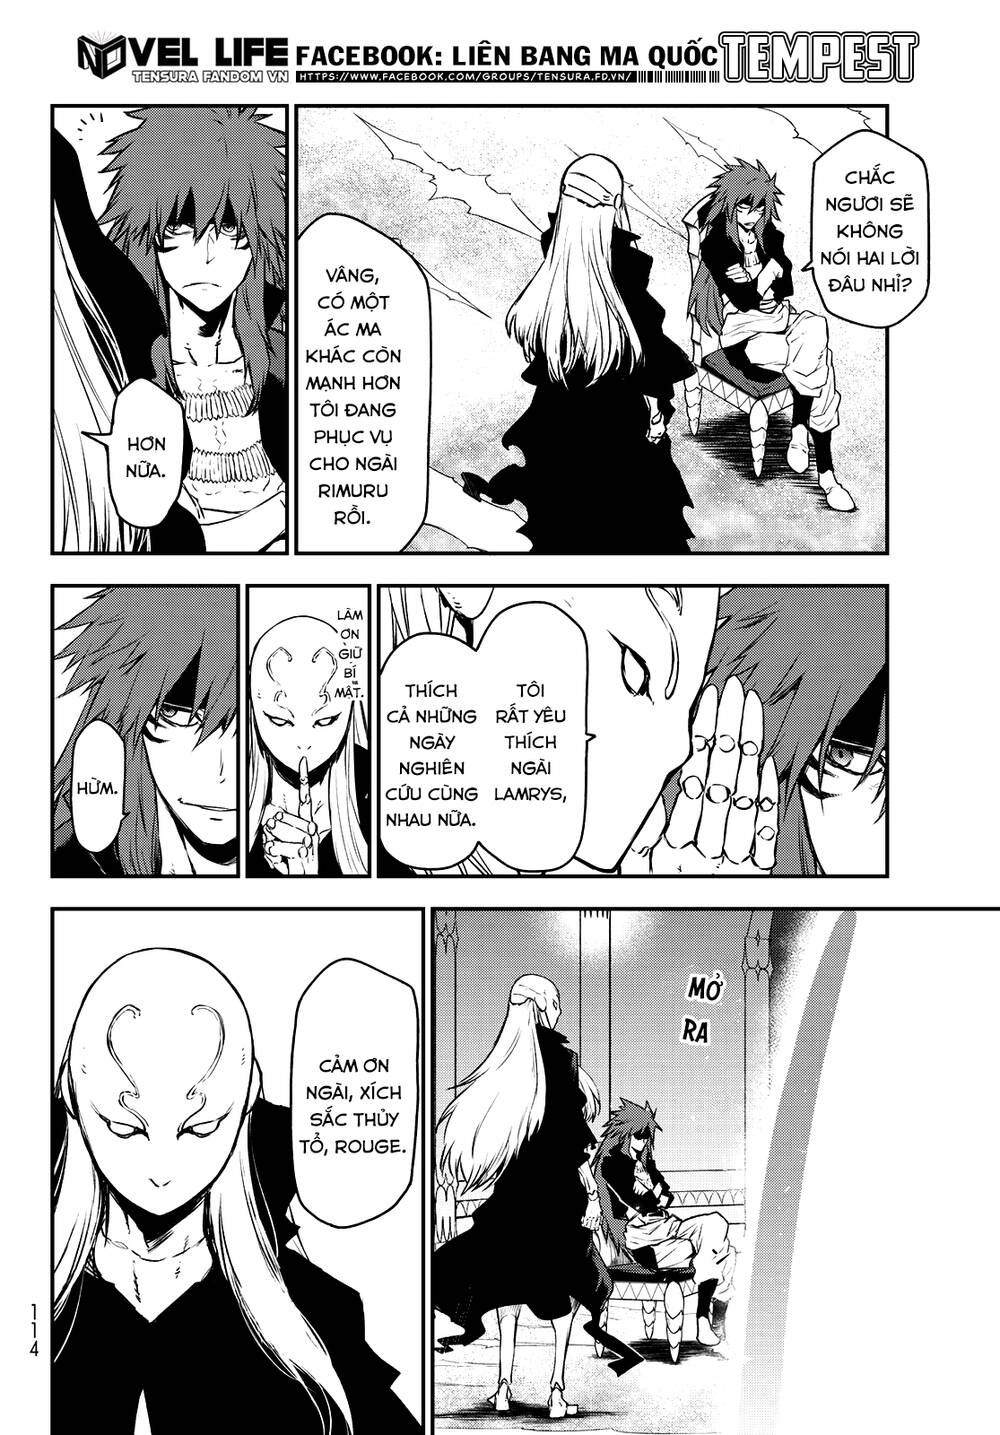 NOVEL LIFE
TENSURA FANDOM VN
FACEBOOK: LIÊN BANG MA QUỐC
HTTPS://WWW.FACEBOOK.COM/GROUPS/TENSURA.FD.VN/
TEMPEST
CHẮC
NGƯƠI SẼ
KHÔNG
NÓI HAI LỜI
ĐÂU NHỈ?
VÂNG,
CÓ MỘT
ÁC MA
KHÁC CÒN
MẠNH HƠN
TÔI ĐANG
PHỤC VỤ
CHO NGÀI
RIMURU
RỒI.
HƠN
NỮA.
TÔI
RẤT YÊU
THÍCH
NGÀI
LAMRYS,
THÍCH
CẢ NHỮNG
NGÀY
NGHIÊN
CỨU CÙNG
NHAU NỮA.
LÀM
ƠN
GIỮ
BÍ
MẬT.
HỪM.
MỞ
RA
CẢM ƠN
NGÀI, XÍCH
SẮC THỦY
TỔ, ROUGE.
114